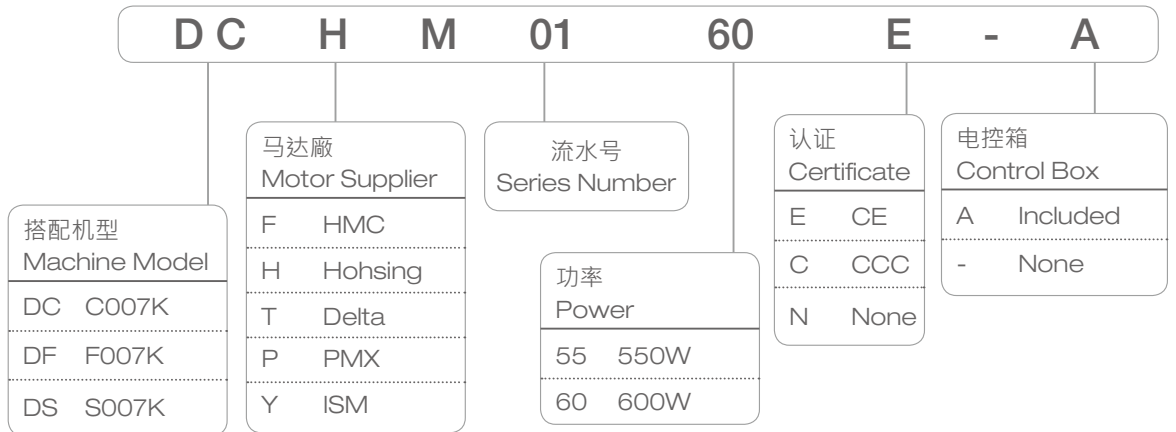 DC H M 01 60 E - A
搭配机型
Machine Model
DC C007K
DF F007K
DS S007K
马达廠
Motor Supplier
F HMC
H Hohsing
T Delta
P PMX
Y ISM
流水号
Series Number
功率
Power
55 550W
60 600W
认证
Certificate
E CE
C CCC
N None
电控箱
Control Box
A Included
- None